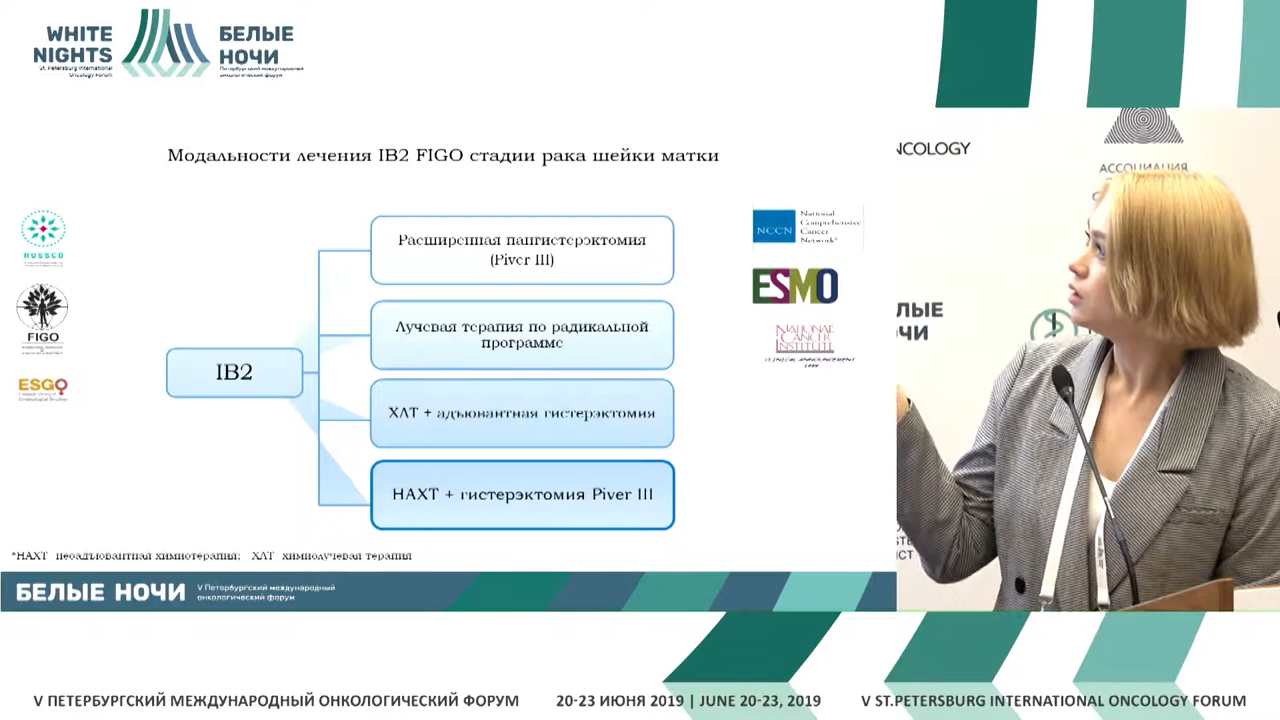 WHITE
NIGHTS
St. Petersburg International
Oncology Forum
БЕЛЫЕ
НОЧИ
Петербургский международный
онкологический форум
Модальности лечения IB2 FIGO стадии рака шейки матки
RUSSCO
FIGO
ESGO
IB2
Расширенная пангистерэктомия
(Piver III)
Лучевая терапия по радикальной
программе
ХЛТ + адъювантная гистерэктомия
НАХТ + гистерэктомия Piver III
NCCN
National
Comprehensive
Cancer
Network®
ESMO
NATIONAL
CANCER
INSTITUTE
CLINICAL ANNOUNCEMENT
1999
*НАХТ неоадъювантная химиотерапия; ХЛТ химиолучевая терапия
БЕЛЫЕ НОЧИ
V Петербургский международный
онкологический форум
NCOLOGY
АССОЦИАЦИЯ
ЛЫЕ
ЧИ
V ПЕТЕРБУРГСКИЙ МЕЖДУНАРОДНЫЙ ОНКОЛОГИЧЕСКИЙ ФОРУМ
20-23 ИЮНЯ 2019 | JUNE 20-23, 2019
V ST.PETERSBURG INTERNATIONAL ONCOLOGY FORUM